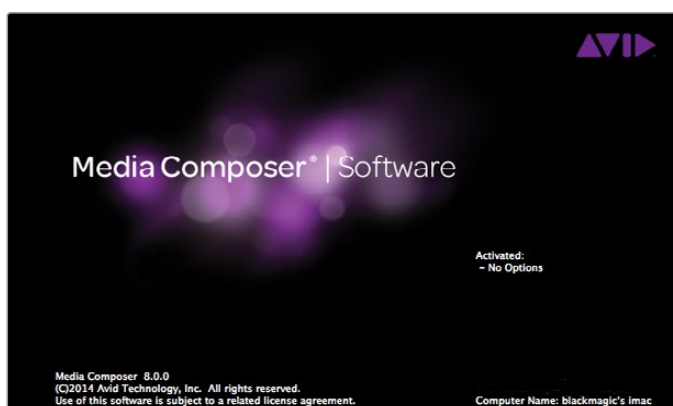 AVID
Media Composer® | Software
Activated:
– No Options
Media Composer 8.0.0
(C)2014 Avid Technology, Inc. All rights reserved.
Use of this software is subject to a related license agreement.
Computer Name: blackmagic's imac